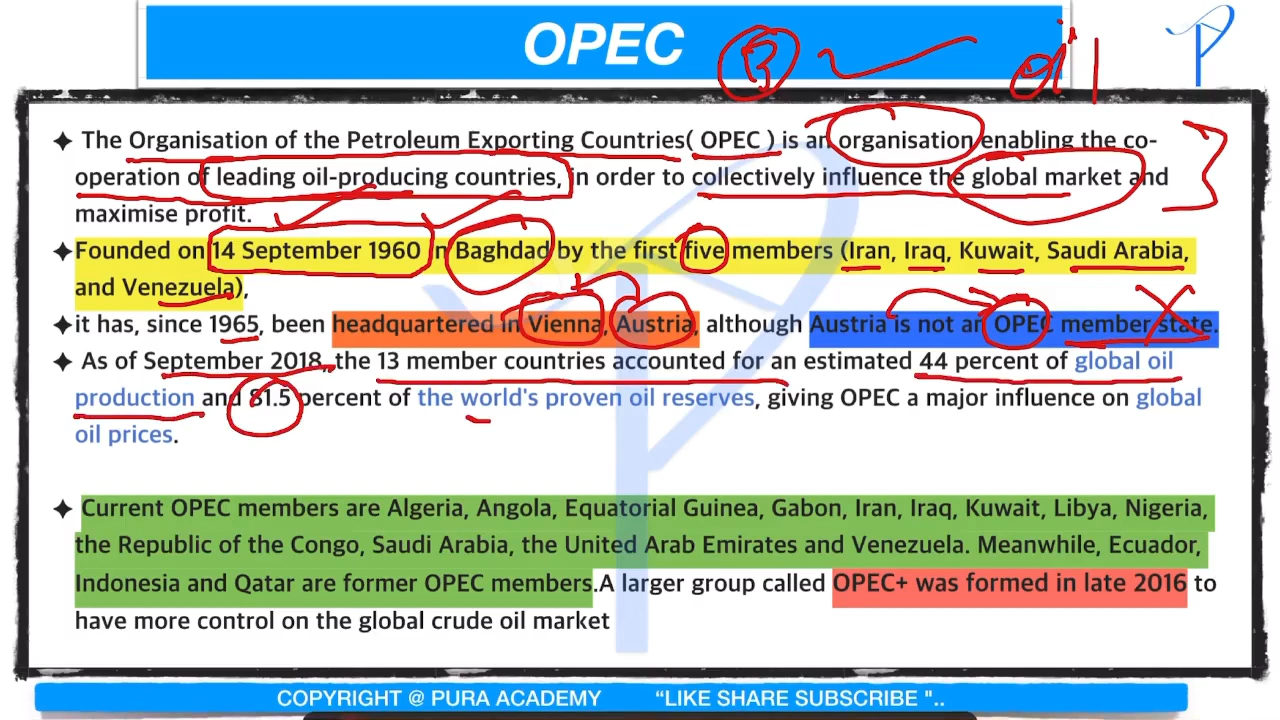 OPEC
13
oil
The Organisation of the Petroleum Exporting Countries( OPEC ) is an organisation enabling the co-
operation of leading oil-producing countries, in order to collectively influence the global market and
maximise profit.
Founded on 14 September 1960 in Baghdad by the first five members (Iran, Iraq, Kuwait, Saudi Arabia,
and Venezuela),
it has, since 1965, been headquartered in Vienna, Austria, although Austria is not an OPEC member state.
As of September 2018, the 13 member countries accounted for an estimated 44 percent of global oil
production and 81.5 percent of the world's proven oil reserves, giving OPEC a major influence on global
oil prices.
Current OPEC members are Algeria, Angola, Equatorial Guinea, Gabon, Iran, Iraq, Kuwait, Libya, Nigeria,
the Republic of the Congo, Saudi Arabia, the United Arab Emirates and Venezuela. Meanwhile, Ecuador,
Indonesia and Qatar are former OPEC members.A larger group called OPEC+ was formed in late 2016 to
have more control on the global crude oil market
COPYRIGHT @ PURA ACADEMY "LIKE SHARE SUBSCRIBE "..